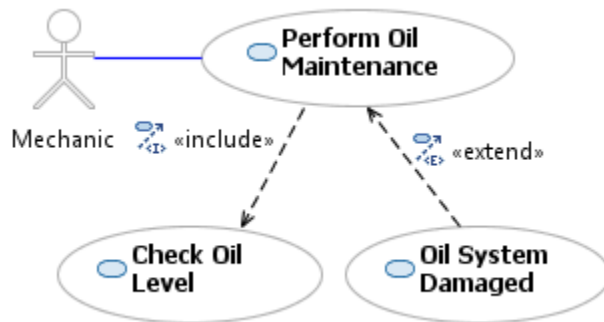 Perform Oil
Maintenance
Mechanic
<I>
«include»
<E>
«extend»
Check Oil
Level
Oil System
Damaged